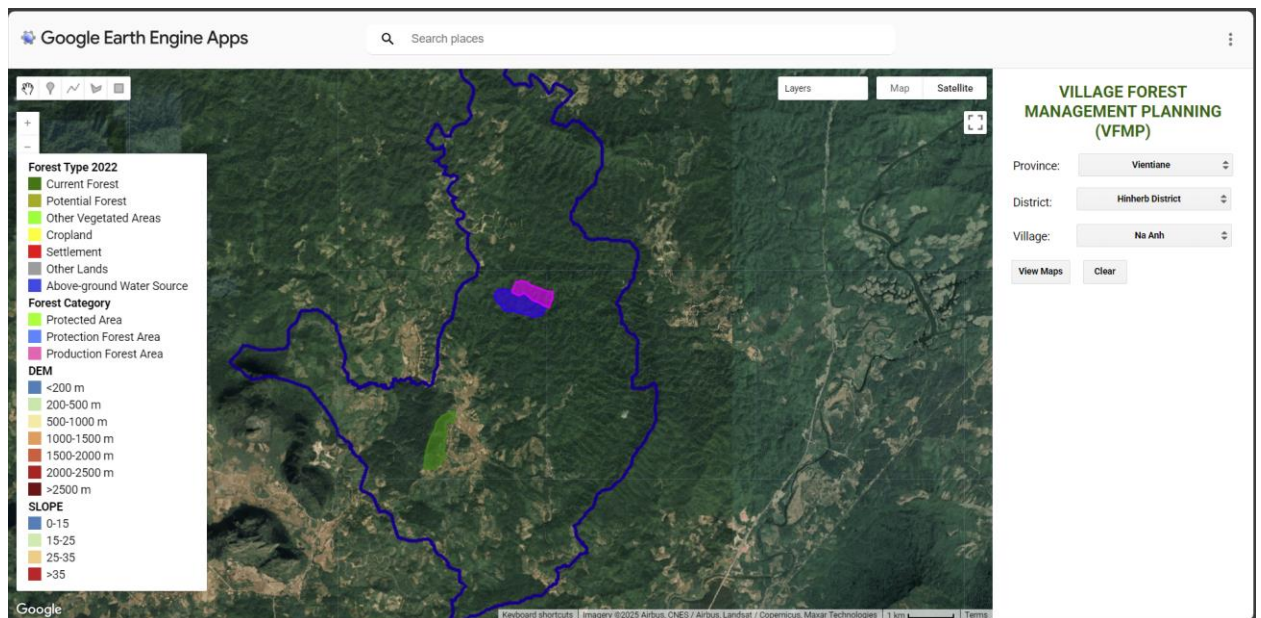 Google Earth Engine Apps
Search places
Layers
Map
Satellite
+
−
Forest Type 2022
Current Forest
Potential Forest
Other Vegetated Areas
Cropland
Settlement
Other Lands
Above-ground Water Source
Forest Category
Protected Area
Protection Forest Area
Production Forest Area
DEM
<200 m
200-500 m
500-1000 m
1000-1500 m
1500-2000 m
2000-2500 m
>2500 m
SLOPE
0-15
15-25
25-35
>35
Google
Keyboard shortcuts
Imagery ©2025 Airbus, CNES / Airbus, Landsat / Copernicus, Maxar Technologies
1 km
Terms
VILLAGE FOREST
MANAGEMENT PLANNING
(VFMP)
Province: Vientiane
District: Hinherb District
Village: Na Anh
View Maps
Clear